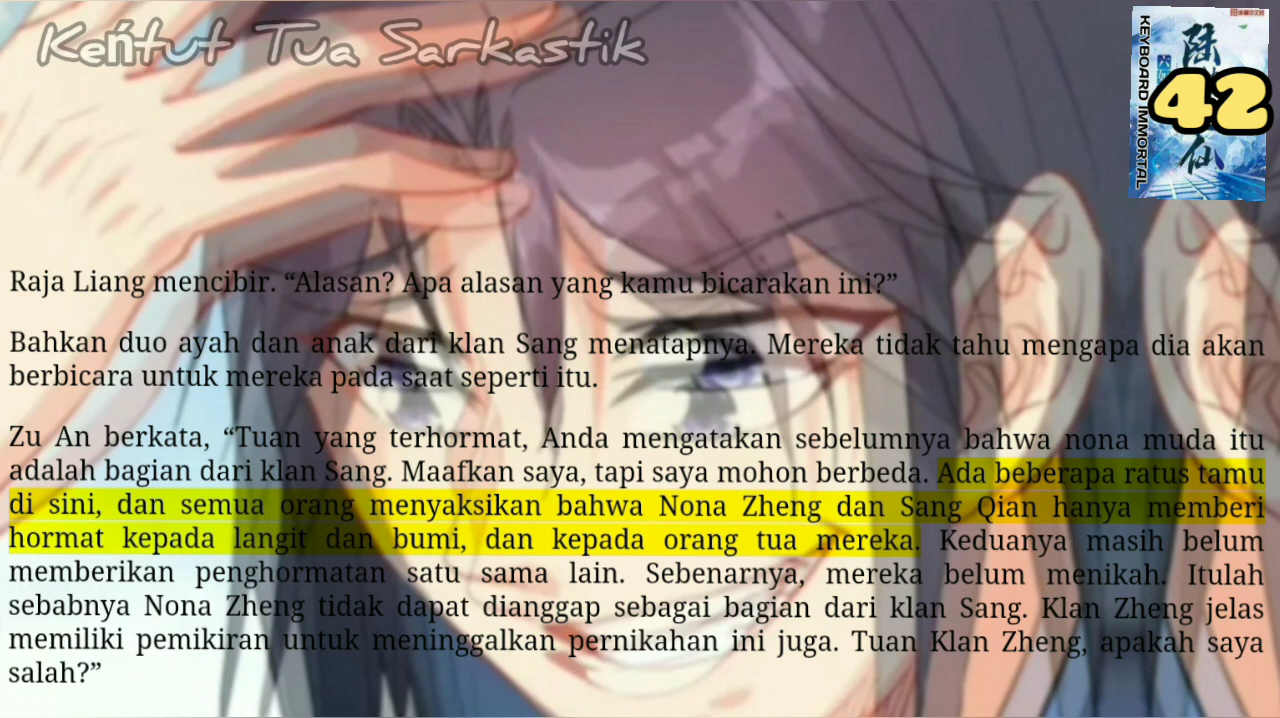 Keńtut Tua Sarkastik
KEYBOARD IMMORTAL
42
仙
Raja Liang mencibir. “Alasan? Apa alasan yang kamu bicarakan ini?”
Bahkan duo ayah dan anak dari klan Sang menatapnya. Mereka tidak tahu mengapa dia akan
berbicara untuk mereka pada saat seperti itu.
Zu An berkata, “Tuan yang terhormat, Anda mengatakan sebelumnya bahwa nona muda itu
adalah bagian dari klan Sang. Maafkan saya, tapi saya mohon berbeda. Ada beberapa ratus tamu
di sini, dan semua orang menyaksikan bahwa Nona Zheng dan Sang Qian hanya memberi
hormat kepada langit dan bumi, dan kepada orang tua mereka. Keduanya masih belum
memberikan penghormatan satu sama lain. Sebenarnya, mereka belum menikah. Itulah
sebabnya Nona Zheng tidak dapat dianggap sebagai bagian dari klan Sang. Klan Zheng jelas
memiliki pemikiran untuk meninggalkan pernikahan ini juga. Tuan Klan Zheng, apakah saya
salah?”